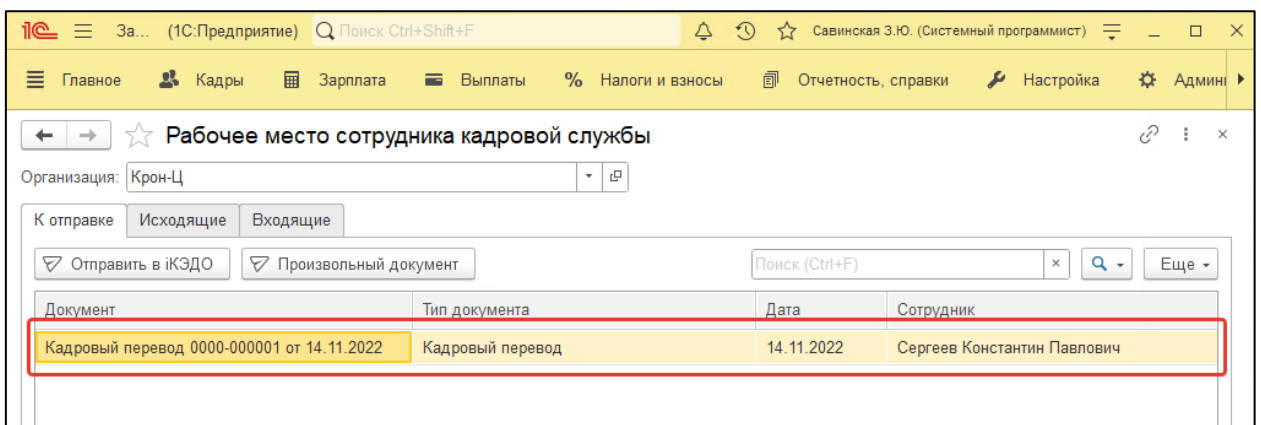 1С За... (1С:Предприятие) Поиск Ctrl+Shift+F Савинская З.Ю. (Системный программист)
Главное Кадры Зарплата Выплаты % Налоги и взносы Отчетность, справки Настройка Админ
Рабочее место сотрудника кадровой службы
Организация: Крон-Ц
К отправке Исходящие Входящие
Отправить в iКЭДО Произвольный документ Поиск (Ctrl+F) Еще
Документ Тип документа Дата Сотрудник
Кадровый перевод 0000-000001 от 14.11.2022 Кадровый перевод 14.11.2022 Сергеев Константин Павлович